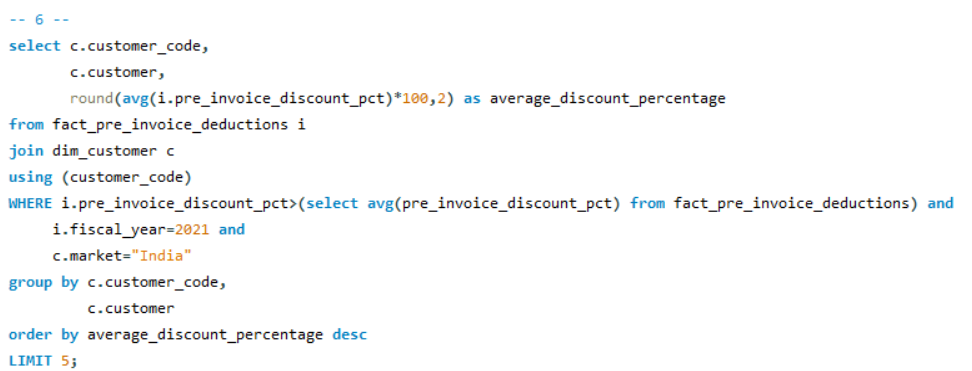 -- 6 --
select c.customer_code,
       c.customer,
       round(avg(i.pre_invoice_discount_pct)*100,2) as average_discount_percentage
from fact_pre_invoice_deductions i
join dim_customer c
using (customer_code)
WHERE i.pre_invoice_discount_pct>(select avg(pre_invoice_discount_pct) from fact_pre_invoice_deductions) and
     i.fiscal_year=2021 and
     c.market="India"
group by c.customer_code,
         c.customer
order by average_discount_percentage desc
LIMIT 5;